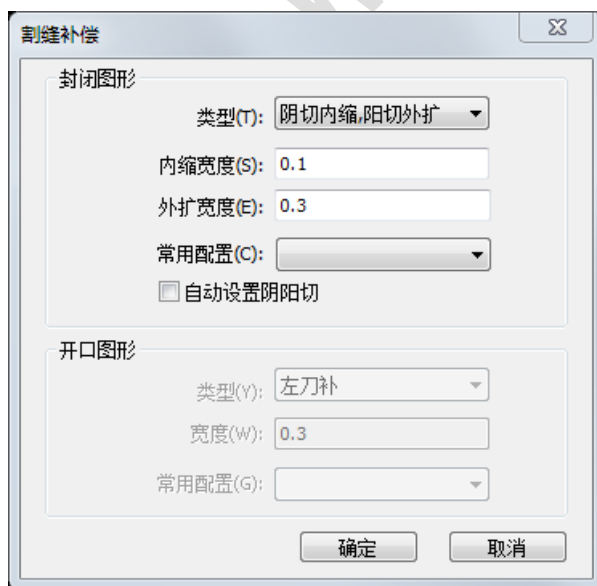 割缝补偿
封闭图形
类型(T): 阴切内缩,阳切外扩
内缩宽度(S): 0.1
外扩宽度(E): 0.3
常用配置(C):
自动设置阴阳切
开口图形
类型(Y): 左刀补
宽度(W): 0.3
常用配置(G):
确定 取消